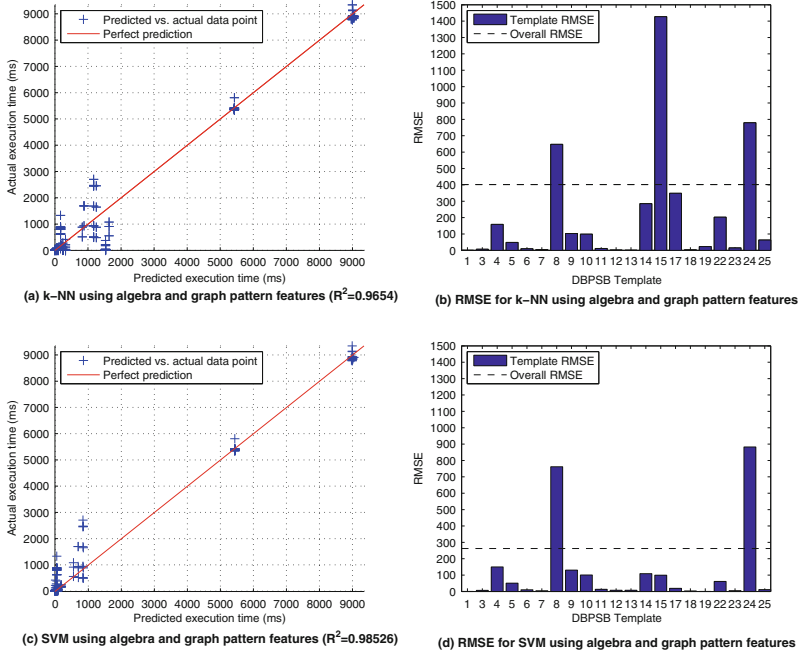 9000
8000
7000
6000
5000
4000
3000
2000
1000
0
Actual execution time (ms)
Predicted vs. actual data point
Perfect prediction
0 1000 2000 3000 4000 5000 6000 7000 8000 9000
Predicted execution time (ms)
(a) k−NN using algebra and graph pattern features (R²=0.9654)
1500
1400
1300
1200
1100
1000
900
800
700
600
500
400
300
200
100
0
RMSE
Template RMSE
Overall RMSE
1 3 4 5 6 7 8 9 10 11 12 13 14 15 17 18 19 22 23 24 25
DBPSB Template
(b) RMSE for k−NN using algebra and graph pattern features
9000
8000
7000
6000
5000
4000
3000
2000
1000
0
Actual execution time (ms)
Predicted vs. actual data point
Perfect prediction
0 1000 2000 3000 4000 5000 6000 7000 8000 9000
Predicted execution time (ms)
(c) SVM using algebra and graph pattern features (R²=0.98526)
1500
1400
1300
1200
1100
1000
900
800
700
600
500
400
300
200
100
0
RMSE
Template RMSE
Overall RMSE
1 3 4 5 6 7 8 9 10 11 12 13 14 15 17 18 19 22 23 24 25
DBPSB Template
(d) RMSE for SVM using algebra and graph pattern features